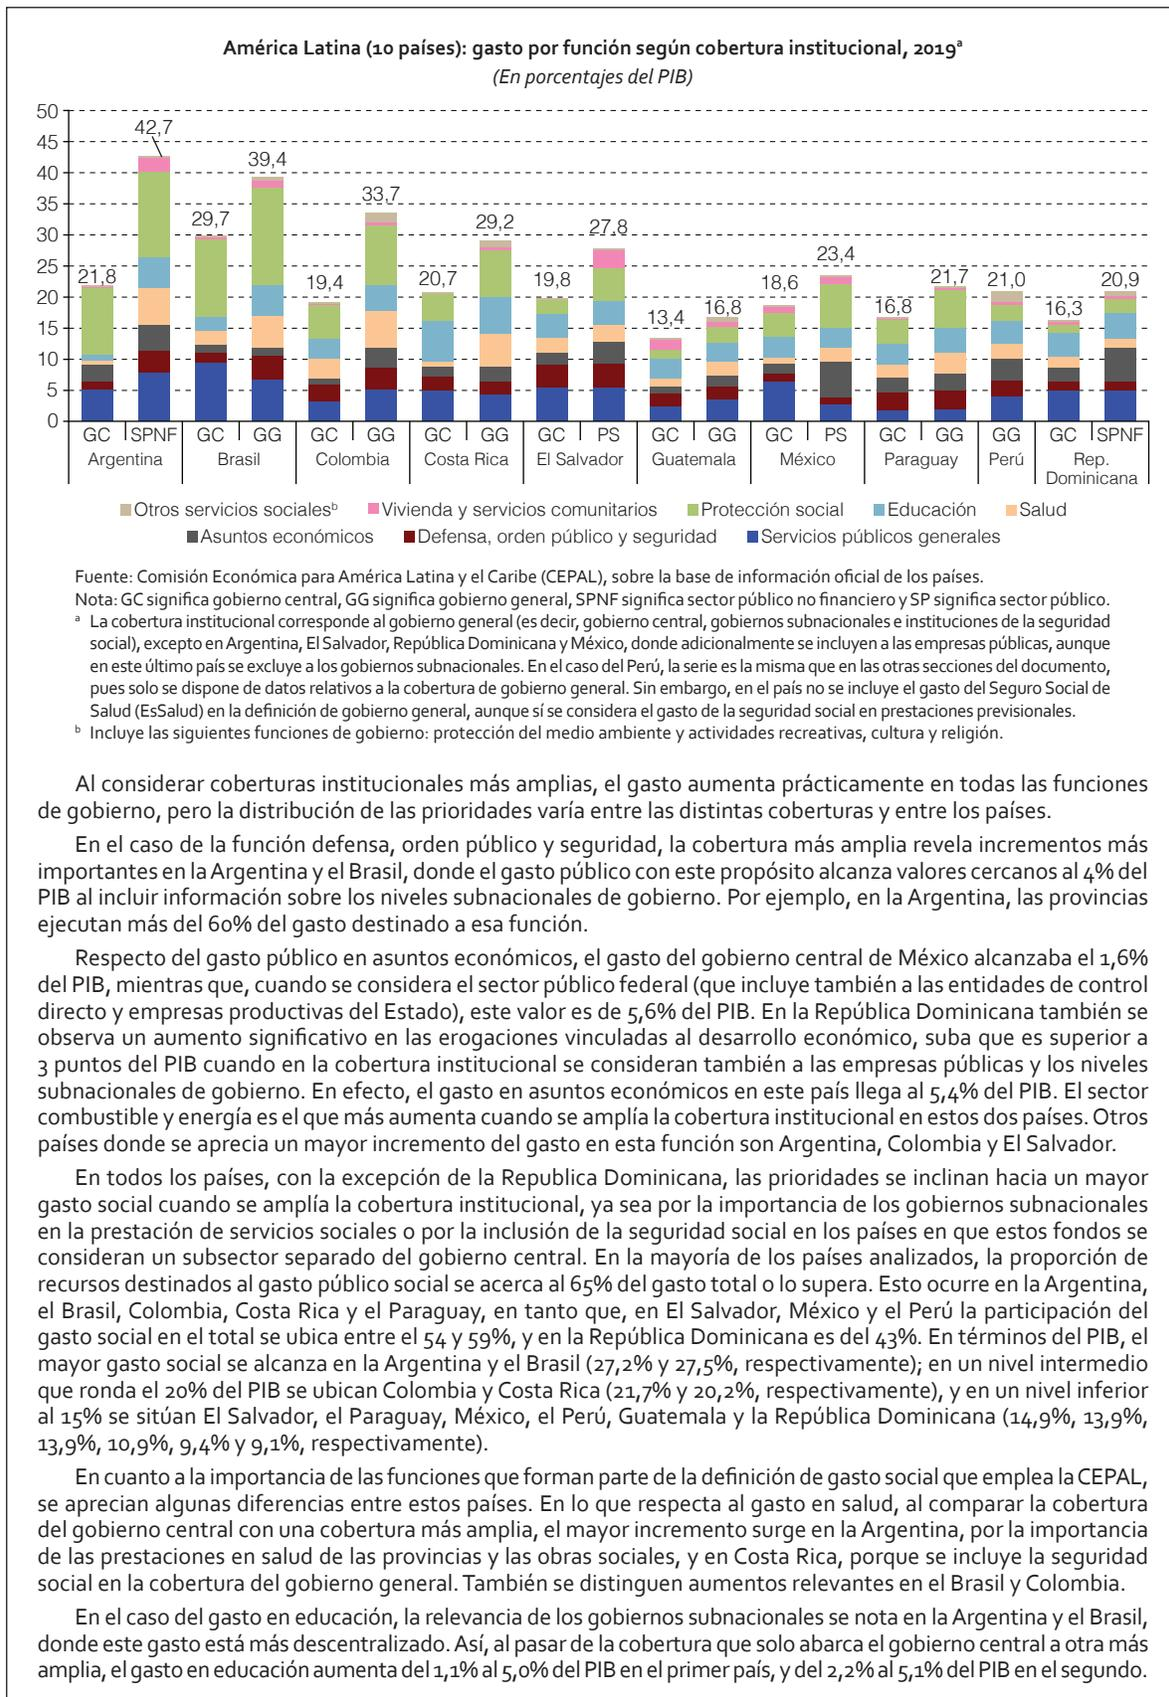 América Latina (10 países): gasto por función según cobertura institucional, 2019ᵃ
(En porcentajes del PIB)
50
45
40
35
30
25
20
15
10
5
0
21,8
42,7
29,7
39,4
19,4
33,7
20,7
29,2
19,8
27,8
13,4
16,8
18,6
23,4
16,8
21,7
21,0
16,3
20,9
GC SPNF GC GG GC GG GC GG GC PS GC GG GC PS GC GG GG GC SPNF
Argentina Brasil Colombia Costa Rica El Salvador Guatemala México Paraguay Perú Rep. Dominicana
Otros servicios socialesᵇ Vivienda y servicios comunitarios Protección social Educación Salud
Asuntos económicos Defensa, orden público y seguridad Servicios públicos generales
Fuente: Comisión Económica para América Latina y el Caribe (CEPAL), sobre la base de información oficial de los países.
Nota: GC significa gobierno central, GG significa gobierno general, SPNF significa sector público no financiero y SP significa sector público.
ᵃ La cobertura institucional corresponde al gobierno general (es decir, gobierno central, gobiernos subnacionales e instituciones de la seguridad
social), excepto en Argentina, El Salvador, República Dominicana y México, donde adicionalmente se incluyen a las empresas públicas, aunque
en este último país se excluye a los gobiernos subnacionales. En el caso del Perú, la serie es la misma que en las otras secciones del documento,
pues solo se dispone de datos relativos a la cobertura de gobierno general. Sin embargo, en el país no se incluye el gasto del Seguro Social de
Salud (EsSalud) en la definición de gobierno general, aunque sí se considera el gasto de la seguridad social en prestaciones previsionales.
ᵇ Incluye las siguientes funciones de gobierno: protección del medio ambiente y actividades recreativas, cultura y religión.
Al considerar coberturas institucionales más amplias, el gasto aumenta prácticamente en todas las funciones
de gobierno, pero la distribución de las prioridades varía entre las distintas coberturas y entre los países.
En el caso de la función defensa, orden público y seguridad, la cobertura más amplia revela incrementos más
importantes en la Argentina y el Brasil, donde el gasto público con este propósito alcanza valores cercanos al 4% del
PIB al incluir información sobre los niveles subnacionales de gobierno. Por ejemplo, en la Argentina, las provincias
ejecutan más del 60% del gasto destinado a esa función.
Respecto del gasto público en asuntos económicos, el gasto del gobierno central de México alcanzaba el 1,6%
del PIB, mientras que, cuando se considera el sector público federal (que incluye también a las entidades de control
directo y empresas productivas del Estado), este valor es de 5,6% del PIB. En la República Dominicana también se
observa un aumento significativo en las erogaciones vinculadas al desarrollo económico, suba que es superior a
3 puntos del PIB cuando en la cobertura institucional se consideran también a las empresas públicas y los niveles
subnacionales de gobierno. En efecto, el gasto en asuntos económicos en este país llega al 5,4% del PIB. El sector
combustible y energía es el que más aumenta cuando se amplía la cobertura institucional en estos dos países. Otros
países donde se aprecia un mayor incremento del gasto en esta función son Argentina, Colombia y El Salvador.
En todos los países, con la excepción de la Republica Dominicana, las prioridades se inclinan hacia un mayor
gasto social cuando se amplía la cobertura institucional, ya sea por la importancia de los gobiernos subnacionales
en la prestación de servicios sociales o por la inclusión de la seguridad social en los países en que estos fondos se
consideran un subsector separado del gobierno central. En la mayoría de los países analizados, la proporción de
recursos destinados al gasto público social se acerca al 65% del gasto total o lo supera. Esto ocurre en la Argentina,
el Brasil, Colombia, Costa Rica y el Paraguay, en tanto que, en El Salvador, México y el Perú la participación del
gasto social en el total se ubica entre el 54 y 59%, y en la República Dominicana es del 43%. En términos del PIB, el
mayor gasto social se alcanza en la Argentina y el Brasil (27,2% y 27,5%, respectivamente); en un nivel intermedio
que ronda el 20% del PIB se ubican Colombia y Costa Rica (21,7% y 20,2%, respectivamente), y en un nivel inferior
al 15% se sitúan El Salvador, el Paraguay, México, el Perú, Guatemala y la República Dominicana (14,9%, 13,9%,
13,9%, 10,9%, 9,4% y 9,1%, respectivamente).
En cuanto a la importancia de las funciones que forman parte de la definición de gasto social que emplea la CEPAL,
se aprecian algunas diferencias entre estos países. En lo que respecta al gasto en salud, al comparar la cobertura
del gobierno central con una cobertura más amplia, el mayor incremento surge en la Argentina, por la importancia
de las prestaciones en salud de las provincias y las obras sociales, y en Costa Rica, porque se incluye la seguridad
social en la cobertura del gobierno general. También se distinguen aumentos relevantes en el Brasil y Colombia.
En el caso del gasto en educación, la relevancia de los gobiernos subnacionales se nota en la Argentina y el Brasil,
donde este gasto está más descentralizado. Así, al pasar de la cobertura que solo abarca el gobierno central a otra más
amplia, el gasto en educación aumenta del 1,1% al 5,0% del PIB en el primer país, y del 2,2% al 5,1% del PIB en el segundo.